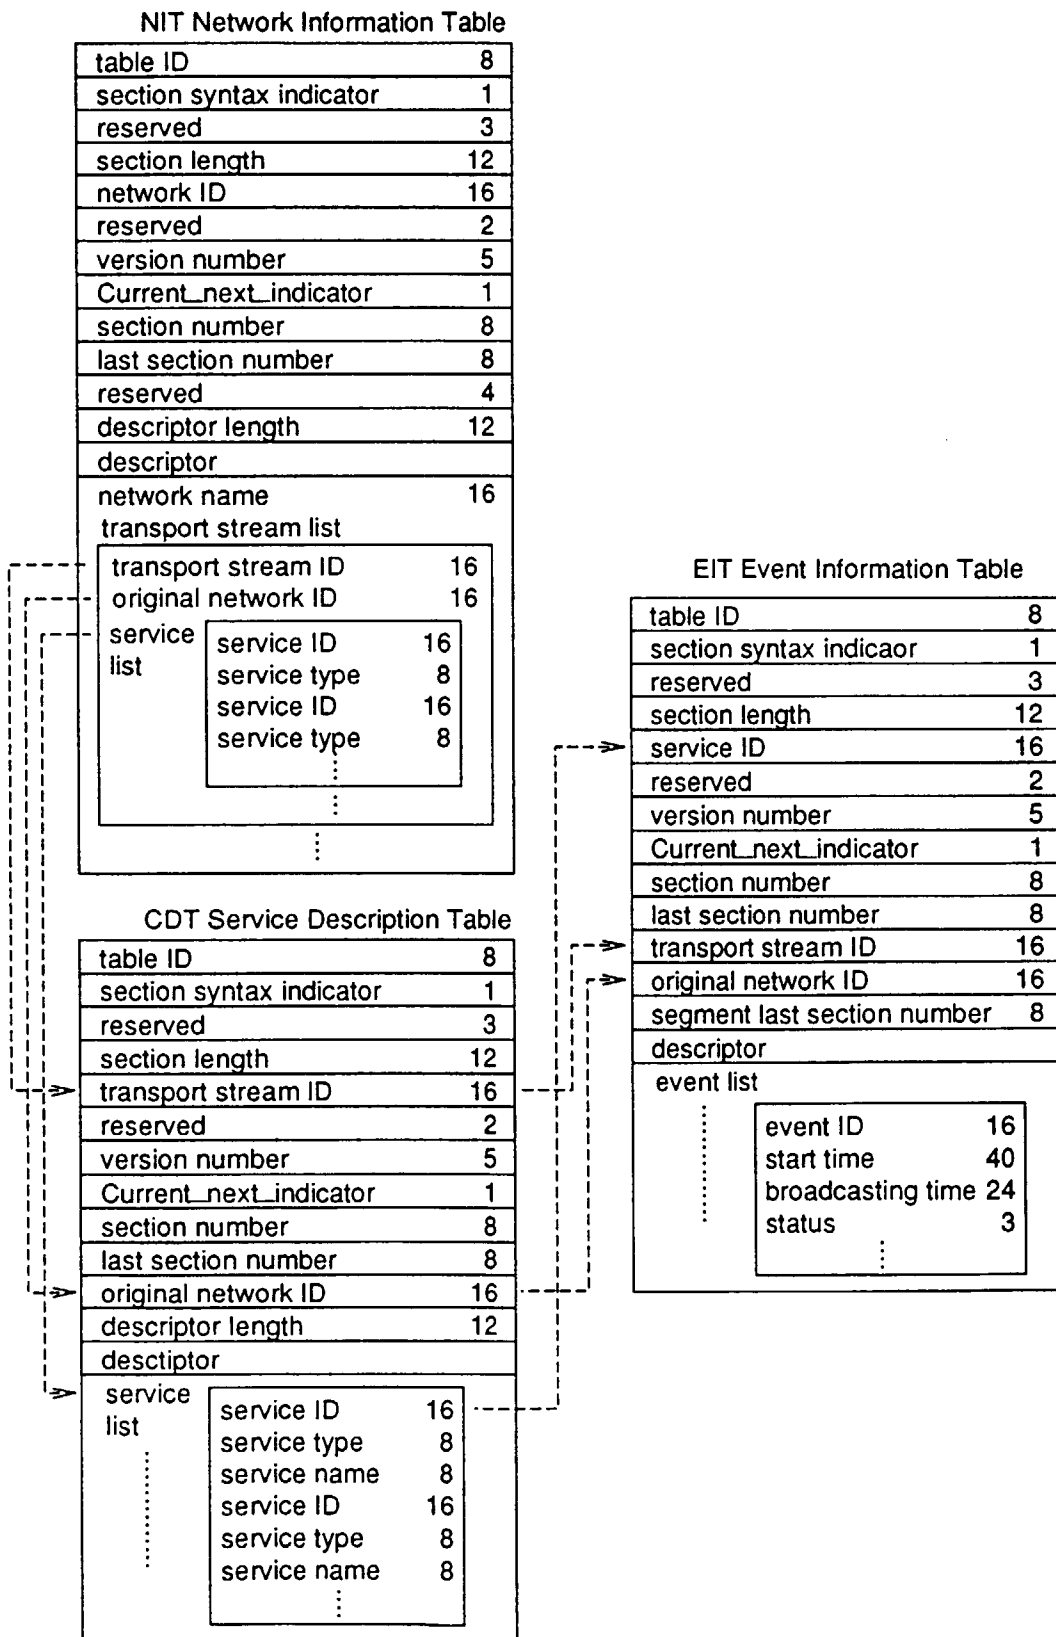 NIT Network Information Table
table ID 8
section syntax indicator 1
reserved 3
section length 12
network ID 16
reserved 2
version number 5
Current_next_indicator 1
section number 8
last section number 8
reserved 4
descriptor length 12
descriptor
network name 16
transport stream list
transport stream ID 16
original network ID 16
service list
service ID 16
service type 8
service ID 16
service type 8
CDT Service Description Table
table ID 8
section syntax indicator 1
reserved 3
section length 12
transport stream ID 16
reserved 2
version number 5
Current_next_indicator 1
section number 8
last section number 8
original network ID 16
descriptor length 12
desctiptor
service list
service ID 16
service type 8
service name 8
service ID 16
service type 8
service name 8
EIT Event Information Table
table ID 8
section syntax indicaor 1
reserved 3
section length 12
service ID 16
reserved 2
version number 5
Current_next_indicator 1
section number 8
last section number 8
transport stream ID 16
original network ID 16
segment last section number 8
descriptor
event list
event ID 16
start time 40
broadcasting time 24
status 3